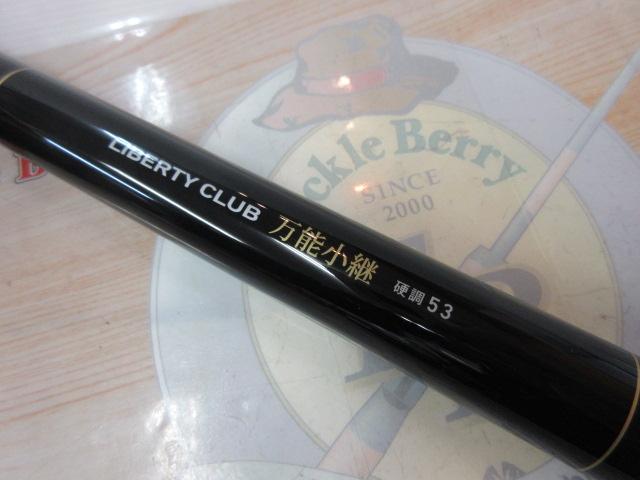 LIBERTY CLUB 万能小継 硬調 53
ckle Berry
SINCE
2000